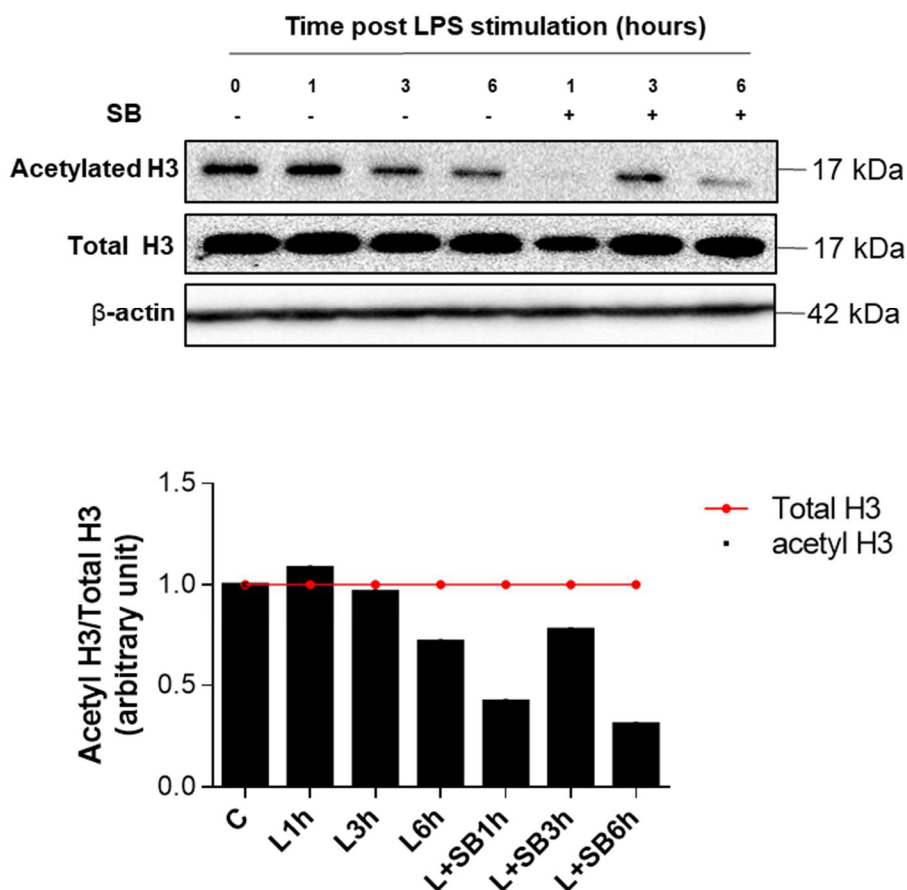 Time post LPS stimulation (hours)
0 1 3 6 1 3 6
SB - - - - + + +
Acetylated H3 17 kDa
Total H3 17 kDa
β-actin 42 kDa
1.5
1.0
0.5
0.0
Acetyl H3/Total H3
(arbitrary unit)
Total H3
acetyl H3
C L1h L3h L6h L+SB1h L+SB3h L+SB6h